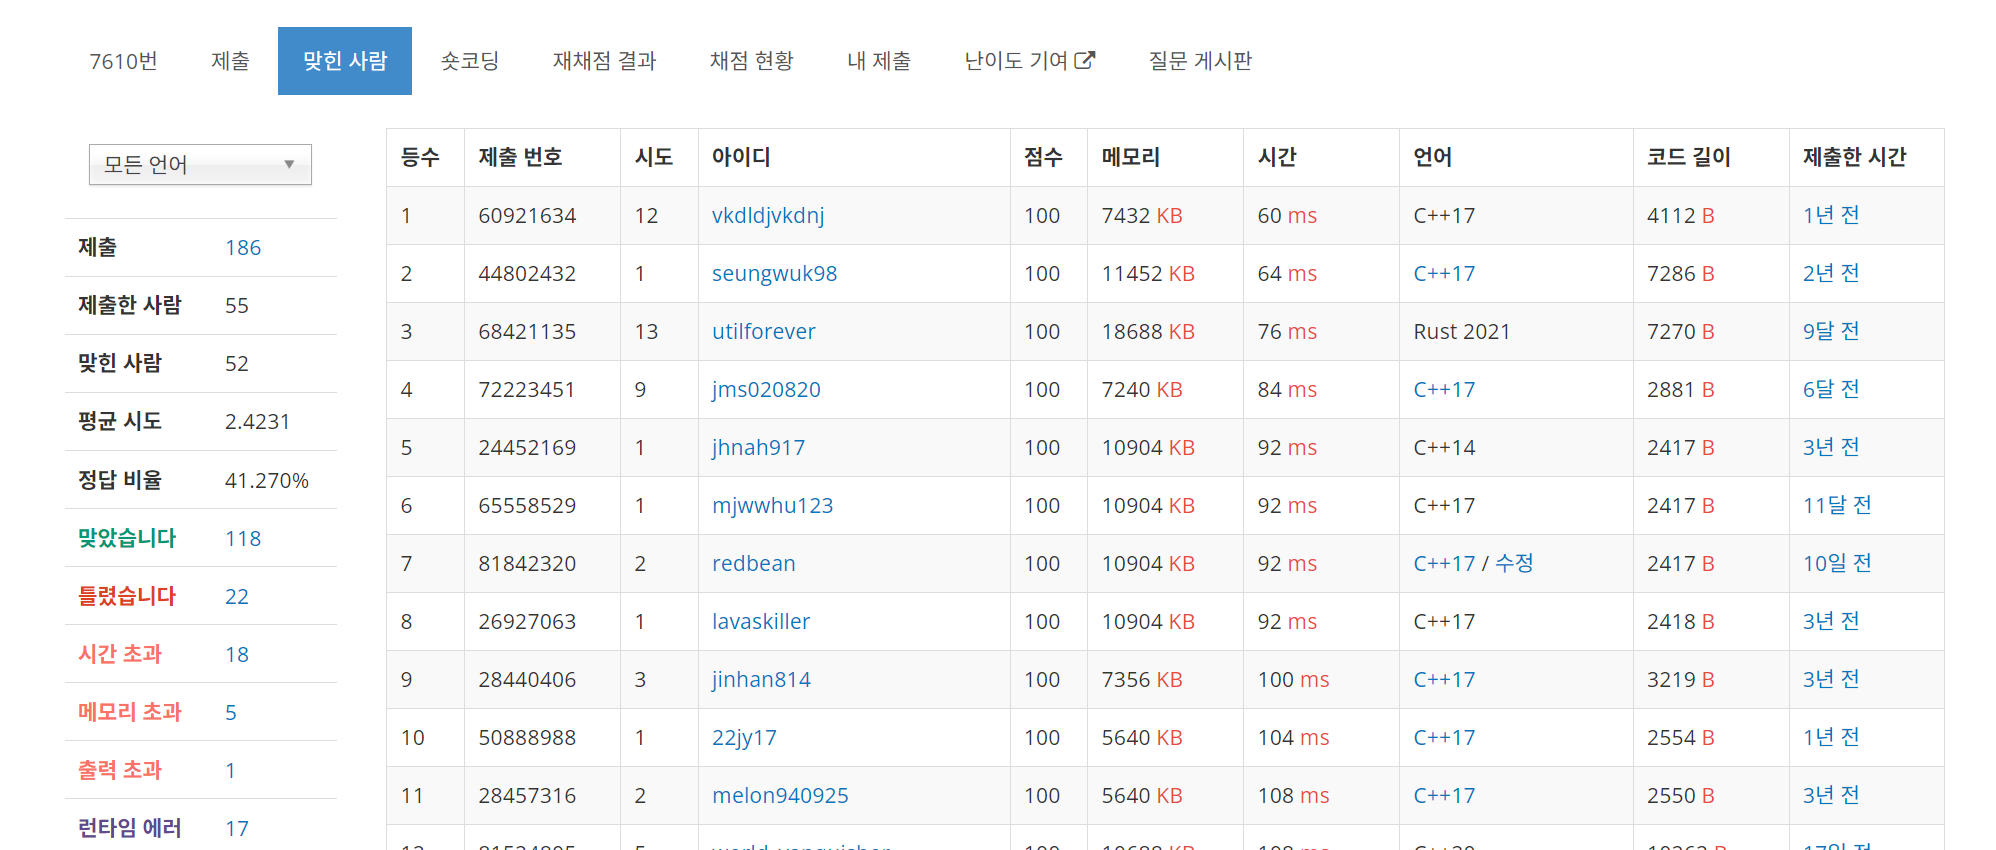 7610번 제출 맞힌 사람 숏코딩 재채점 결과 채점 현황 내 제출 난이도 기여 질문 게시판
모든 언어
제출 186
제출한 사람 55
맞힌 사람 52
평균 시도 2.4231
정답 비율 41.270%
맞았습니다 118
틀렸습니다 22
시간 초과 18
메모리 초과 5
출력 초과 1
런타임 에러 17
등수 제출 번호 시도 아이디 점수 메모리 시간 언어 코드 길이 제출한 시간
1 60921634 12 vkdldjvkdnj 100 7432 KB 60 ms C++17 4112 B 1년 전
2 44802432 1 seungwuk98 100 11452 KB 64 ms C++17 7286 B 2년 전
3 68421135 13 utilforever 100 18688 KB 76 ms Rust 2021 7270 B 9달 전
4 72223451 9 jms020820 100 7240 KB 84 ms C++17 2881 B 6달 전
5 24452169 1 jhnah917 100 10904 KB 92 ms C++14 2417 B 3년 전
6 65558529 1 mjwwhu123 100 10904 KB 92 ms C++17 2417 B 11달 전
7 81842320 2 redbean 100 10904 KB 92 ms C++17 / 수정 2417 B 10일 전
8 26927063 1 lavaskiller 100 10904 KB 92 ms C++17 2418 B 3년 전
9 28440406 3 jinhan814 100 7356 KB 100 ms C++17 3219 B 3년 전
10 50888988 1 22jy17 100 5640 KB 104 ms C++17 2554 B 1년 전
11 28457316 2 melon940925 100 5640 KB 108 ms C++17 2550 B 3년 전